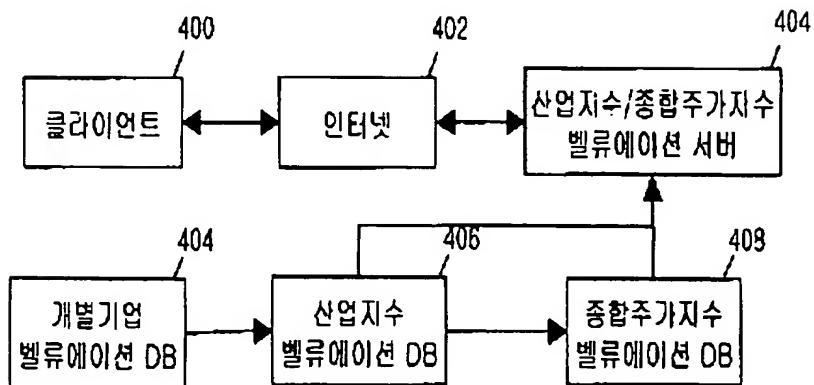 400
402
404
클라이언트
인터넷
산업지수/종합주가지수
벨류에이션 서버
404
406
408
개별기업
벨류에이션 DB
산업지수
벨류에이션 DB
종합주가지수
벨류에이션 DB